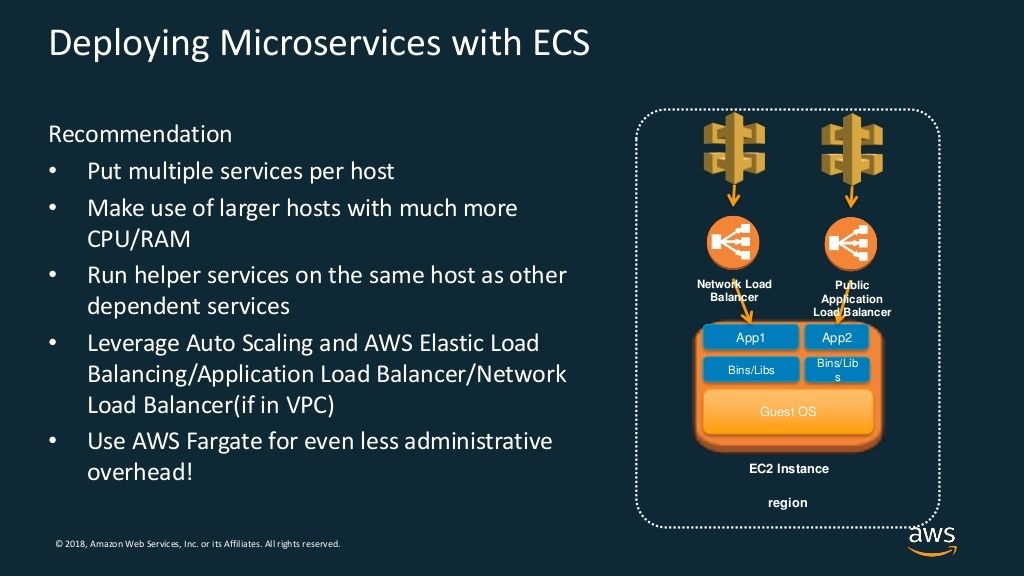 Deploying Microservices with ECS
Recommendation
• Put multiple services per host
• Make use of larger hosts with much more
CPU/RAM
• Run helper services on the same host as other
dependent services
• Leverage Auto Scaling and AWS Elastic Load
Balancing/Application Load Balancer/Network
Load Balancer(if in VPC)
• Use AWS Fargate for even less administrative
overhead!
Network Load
Balancer
Public
Application
Load Balancer
App1
App2
Bins/Libs
Bins/Lib
s
Guest OS
EC2 Instance
region
© 2018, Amazon Web Services, Inc. or its Affiliates. All rights reserved.
aws